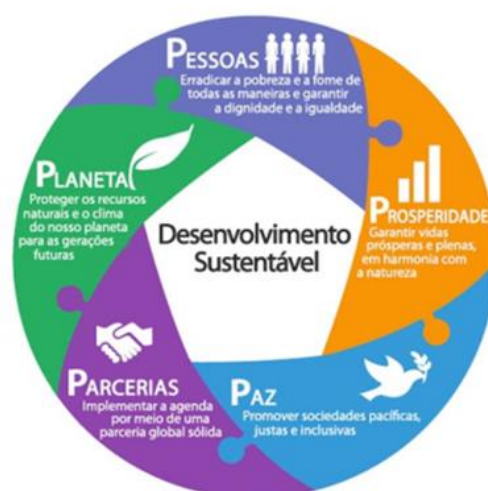 PESSOAS
Erradicar a pobreza e a fome de
todas as maneiras e garantir
a dignidade e a igualdade
PROSPERIDADE
Garantir vidas
prósperas e plenas,
em harmonia com
a natureza
PAZ
Promover sociedades pacíficas,
justas e inclusivas
PARCERIAS
Implementar a agenda
por meio de uma
parceria global sólida
PLANETA
Proteger os recursos
naturais e o clima
do nosso planeta
para as gerações
futuras
Desenvolvimento
Sustentável